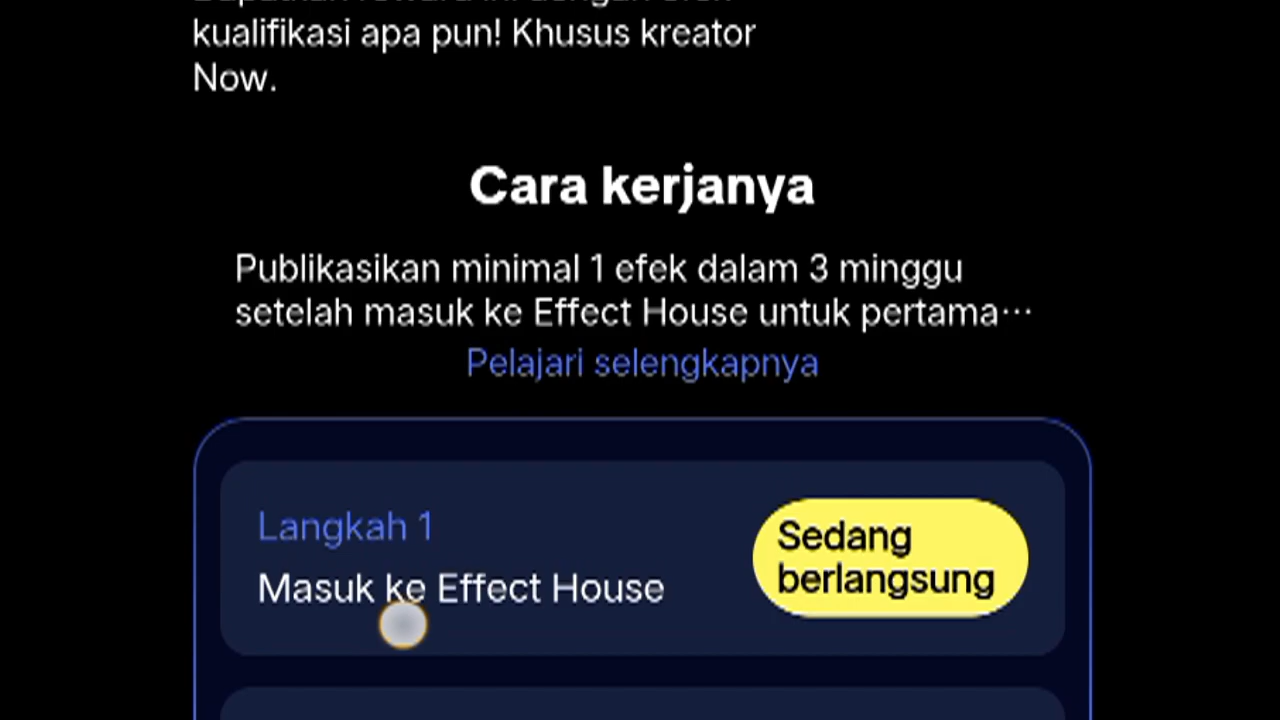 kualifikasi apa pun! Khusus kreator
Now.
Cara kerjanya
Publikasikan minimal 1 efek dalam 3 minggu
setelah masuk ke Effect House untuk pertama···
Pelajari selengkapnya
Langkah 1
Masuk ke Effect House
Sedang
berlangsung